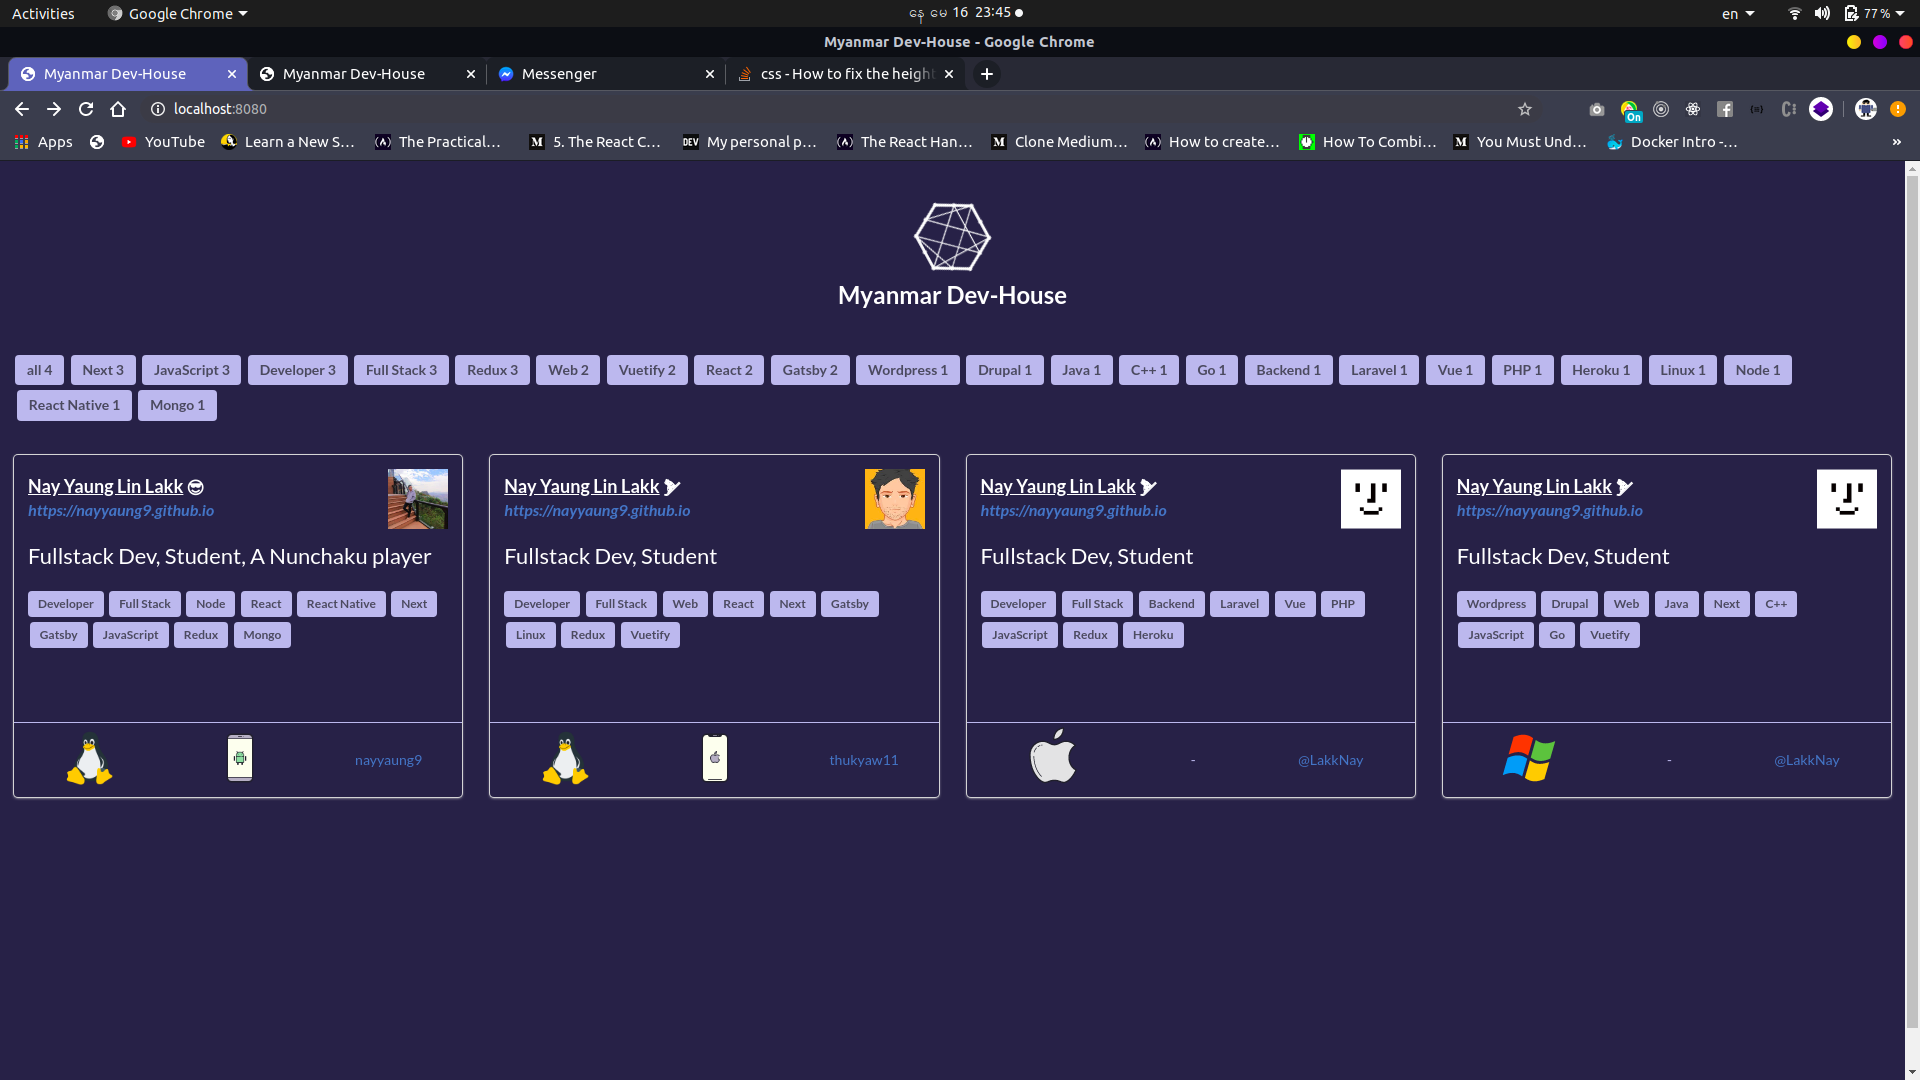 Activities Google Chrome နေ မေ 16 23:45 en 77 %
Myanmar Dev-House - Google Chrome
Myanmar Dev-House Myanmar Dev-House Messenger css - How to fix the height
localhost:8080 On
Apps YouTube Learn a New S... The Practical... 5. The React C... My personal p... The React Han... Clone Medium... How to create... How To Combi... You Must Und... Docker Intro -... »
Myanmar Dev-House
all 4 Next 3 JavaScript 3 Developer 3 Full Stack 3 Redux 3 Web 2 Vuetify 2 React 2 Gatsby 2 Wordpress 1 Drupal 1 Java 1 C++ 1 Go 1 Backend 1 Laravel 1 Vue 1 PHP 1 Heroku 1 Linux 1 Node 1
React Native 1 Mongo 1
Nay Yaung Lin Lakk
https://nayyaung9.github.io
Fullstack Dev, Student, A Nunchaku player
Developer Full Stack Node React React Native Next
Gatsby JavaScript Redux Mongo
nayyaung9
Nay Yaung Lin Lakk
https://nayyaung9.github.io
Fullstack Dev, Student
Developer Full Stack Web React Next Gatsby
Linux Redux Vuetify
thukyaw11
Nay Yaung Lin Lakk
https://nayyaung9.github.io
Fullstack Dev, Student
Developer Full Stack Backend Laravel Vue PHP
JavaScript Redux Heroku
- @LakkNay
Nay Yaung Lin Lakk
https://nayyaung9.github.io
Fullstack Dev, Student
Wordpress Drupal Web Java Next C++
JavaScript Go Vuetify
- @LakkNay